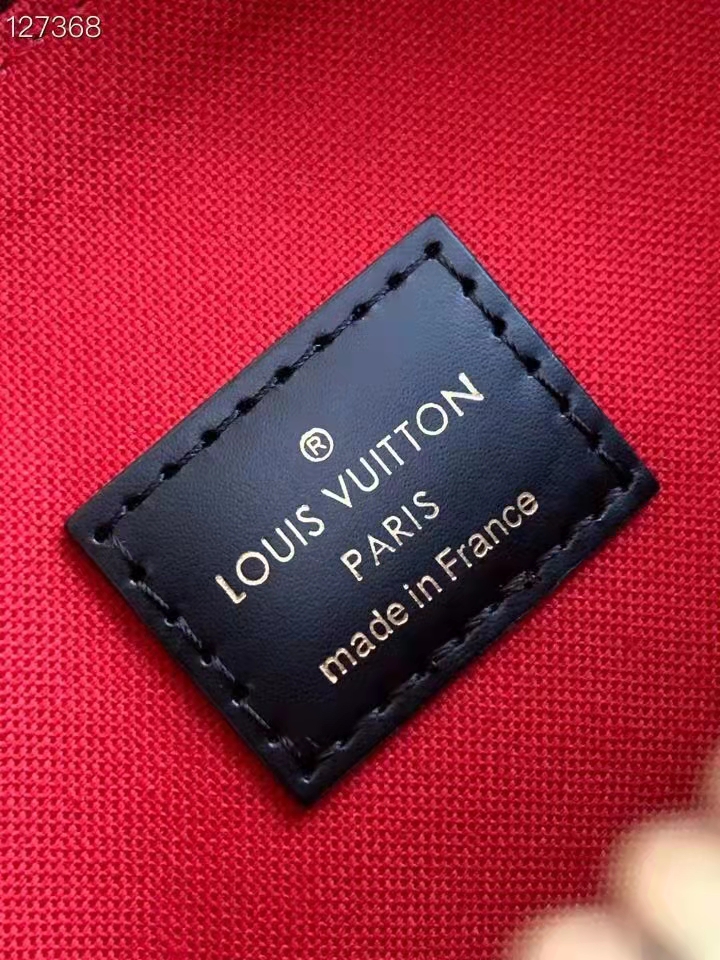 127368
®
LOUIS VUITTON
PARIS
made in France